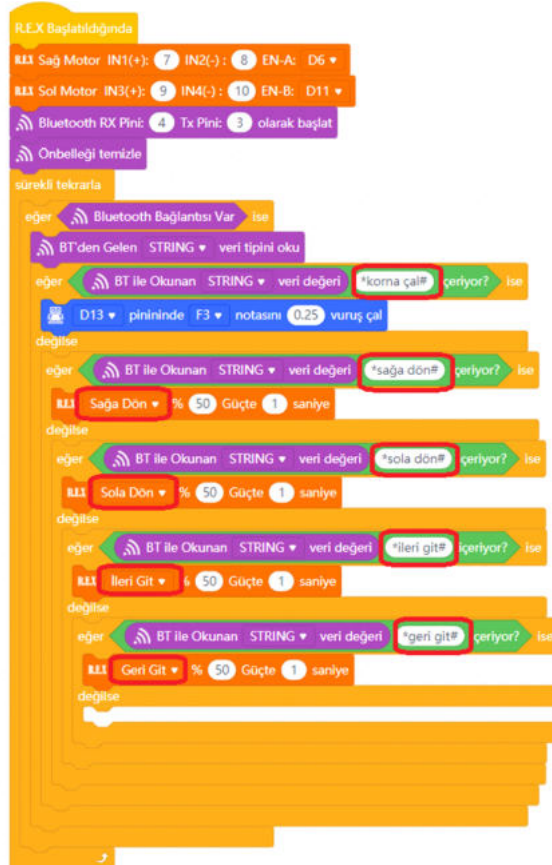 R.E.X Başlatıldığında
R.E.X Sağ Motor IN1(+): 7 IN2(-) : 8 EN-A: D6
R.E.X Sol Motor IN3(+): 9 IN4(-) : 10 EN-B: D11
Bluetooth RX Pini: 4 Tx Pini: 3 olarak başlat
Önbelleği temizle
sürekli tekrarla
eğer Bluetooth Bağlantısı Var ise
BT'den Gelen STRING veri tipini oku
eğer BT ile Okunan STRING veri değeri *korna çal# çeriyor? ise
D13 pinininde F3 notasını 0.25 vuruş çal
değilse
eğer BT ile Okunan STRING veri değeri *sağa dön# çeriyor? ise
R.E.X Sağa Dön % 50 Güçte 1 saniye
değilse
eğer BT ile Okunan STRING veri değeri *sola dön# çeriyor? ise
R.E.X Sola Dön % 50 Güçte 1 saniye
değilse
eğer BT ile Okunan STRING veri değeri *ileri git# içeriyor? ise
R.E.X İleri Git % 50 Güçte 1 saniye
değilse
eğer BT ile Okunan STRING veri değeri *geri git# çeriyor? ise
R.E.X Geri Git % 50 Güçte 1 saniye
değilse